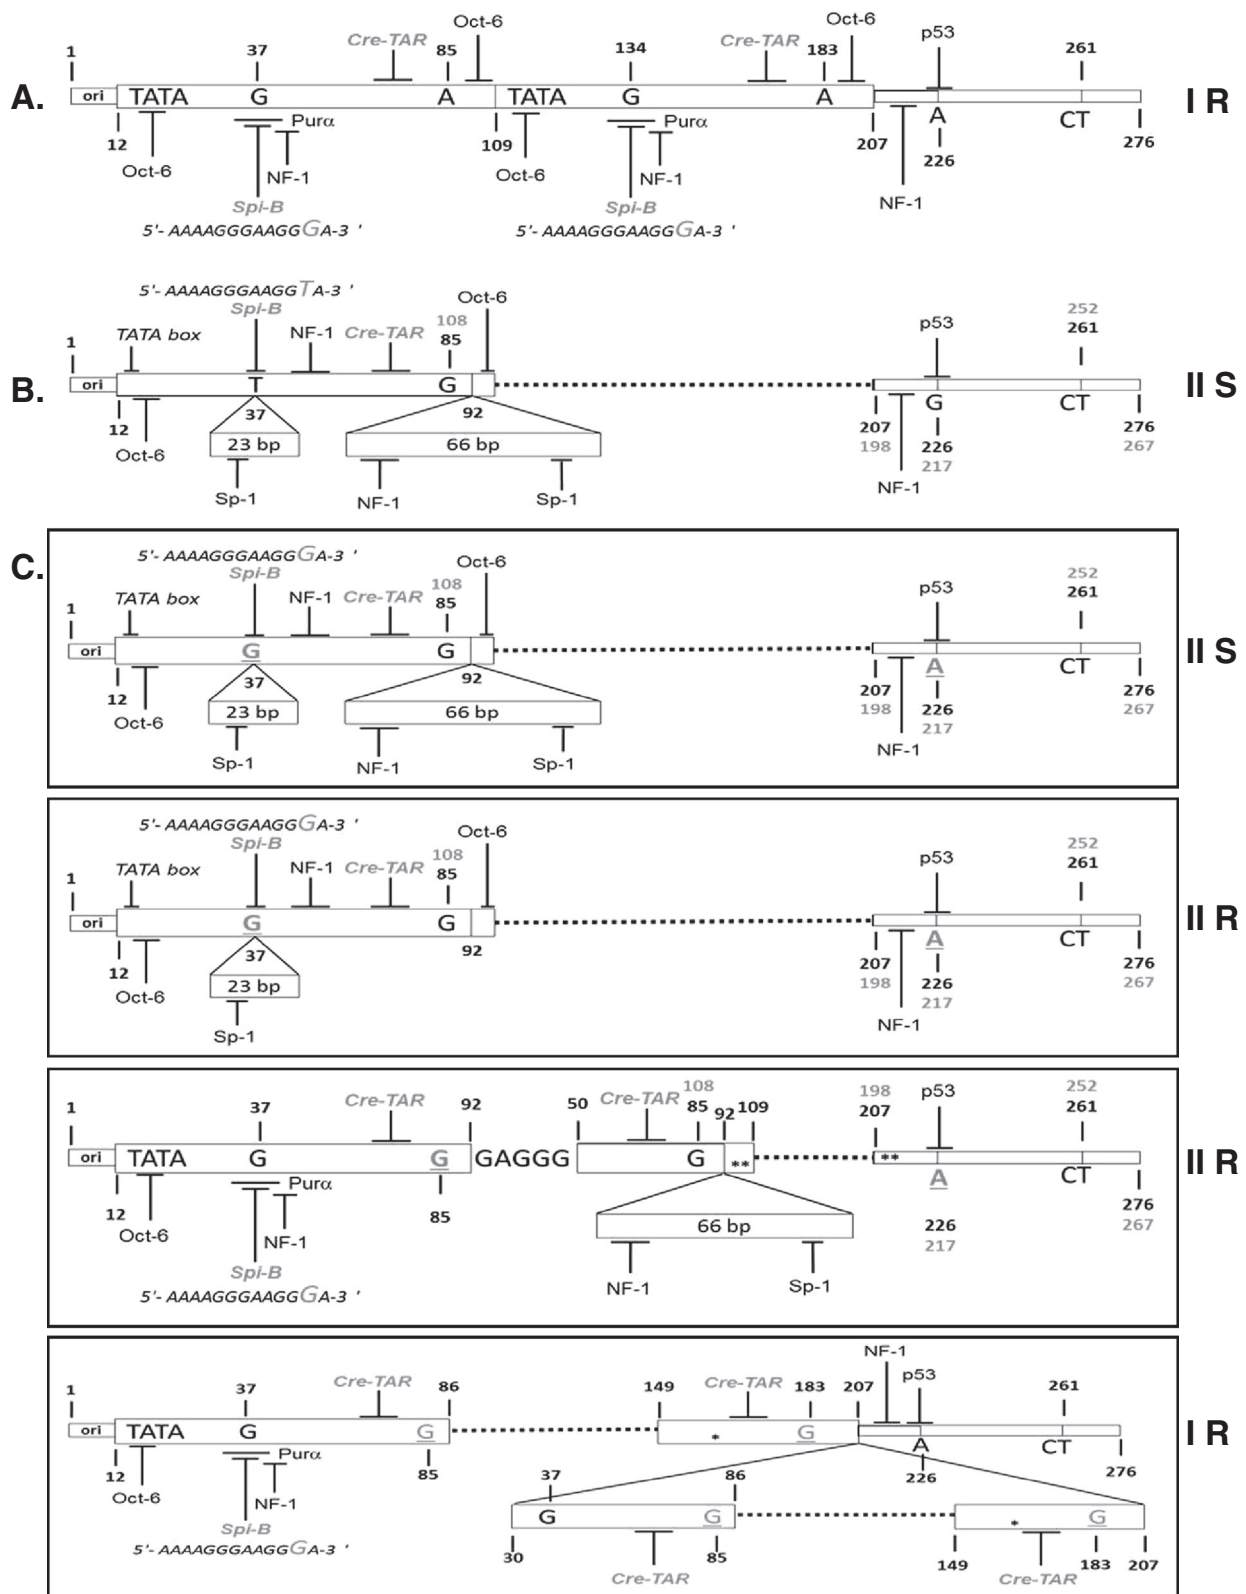 A.
I R
Oct-6 Oct-6
Cre-TAR Cre-TAR p53
1 37 85 134 183 261
ori TATA G A TATA G A A CT
Purα Purα
12 109 207 226 276
Oct-6 NF-1 Oct-6 NF-1 NF-1
Spi-B Spi-B
5'- AAAAGGGAAGGGA-3 ' 5'- AAAAGGGAAGGGA-3 '
B.
II S
5'- AAAAGGGAAGGTA-3 '
Spi-B Oct-6
TATA box NF-1 Cre-TAR 108 p53 252
1 85 261
ori T G G CT
12 37 92 207 226 276
198 217 267
Oct-6 23 bp 66 bp
Sp-1 NF-1 Sp-1 NF-1
C.
II S
5'- AAAAGGGAAGGGA-3 '
Spi-B Oct-6
TATA box NF-1 Cre-TAR 108 p53 252
1 85 261
ori G G A CT
12 37 92 207 226 276
198 217 267
Oct-6 23 bp 66 bp
Sp-1 NF-1 Sp-1 NF-1
II R
5'- AAAAGGGAAGGGA-3 '
Spi-B Oct-6
TATA box NF-1 Cre-TAR 108 p53 252
1 85 261
ori G G A CT
12 37 92 207 226 276
198 217 267
Oct-6 23 bp
Sp-1 NF-1
II R
Cre-TAR Cre-TAR 108 198 p53 252
1 37 92 50 85 92 109 207 261
ori TATA G G GAGGG G ** ** A CT
Purα
12 85 276
Oct-6 NF-1 66 bp 226 267
217
Spi-B NF-1 Sp-1
5'- AAAAGGGAAGGGA-3 '
I R
NF-1
Cre-TAR Cre-TAR p53
1 37 86 149 183 207 261
ori TATA G G * G A CT
Purα
12 85 37 86 226 276
Oct-6 NF-1 G G * G
Spi-B
5'- AAAAGGGAAGGGA-3 '
30 85 149 183 207
Cre-TAR Cre-TAR